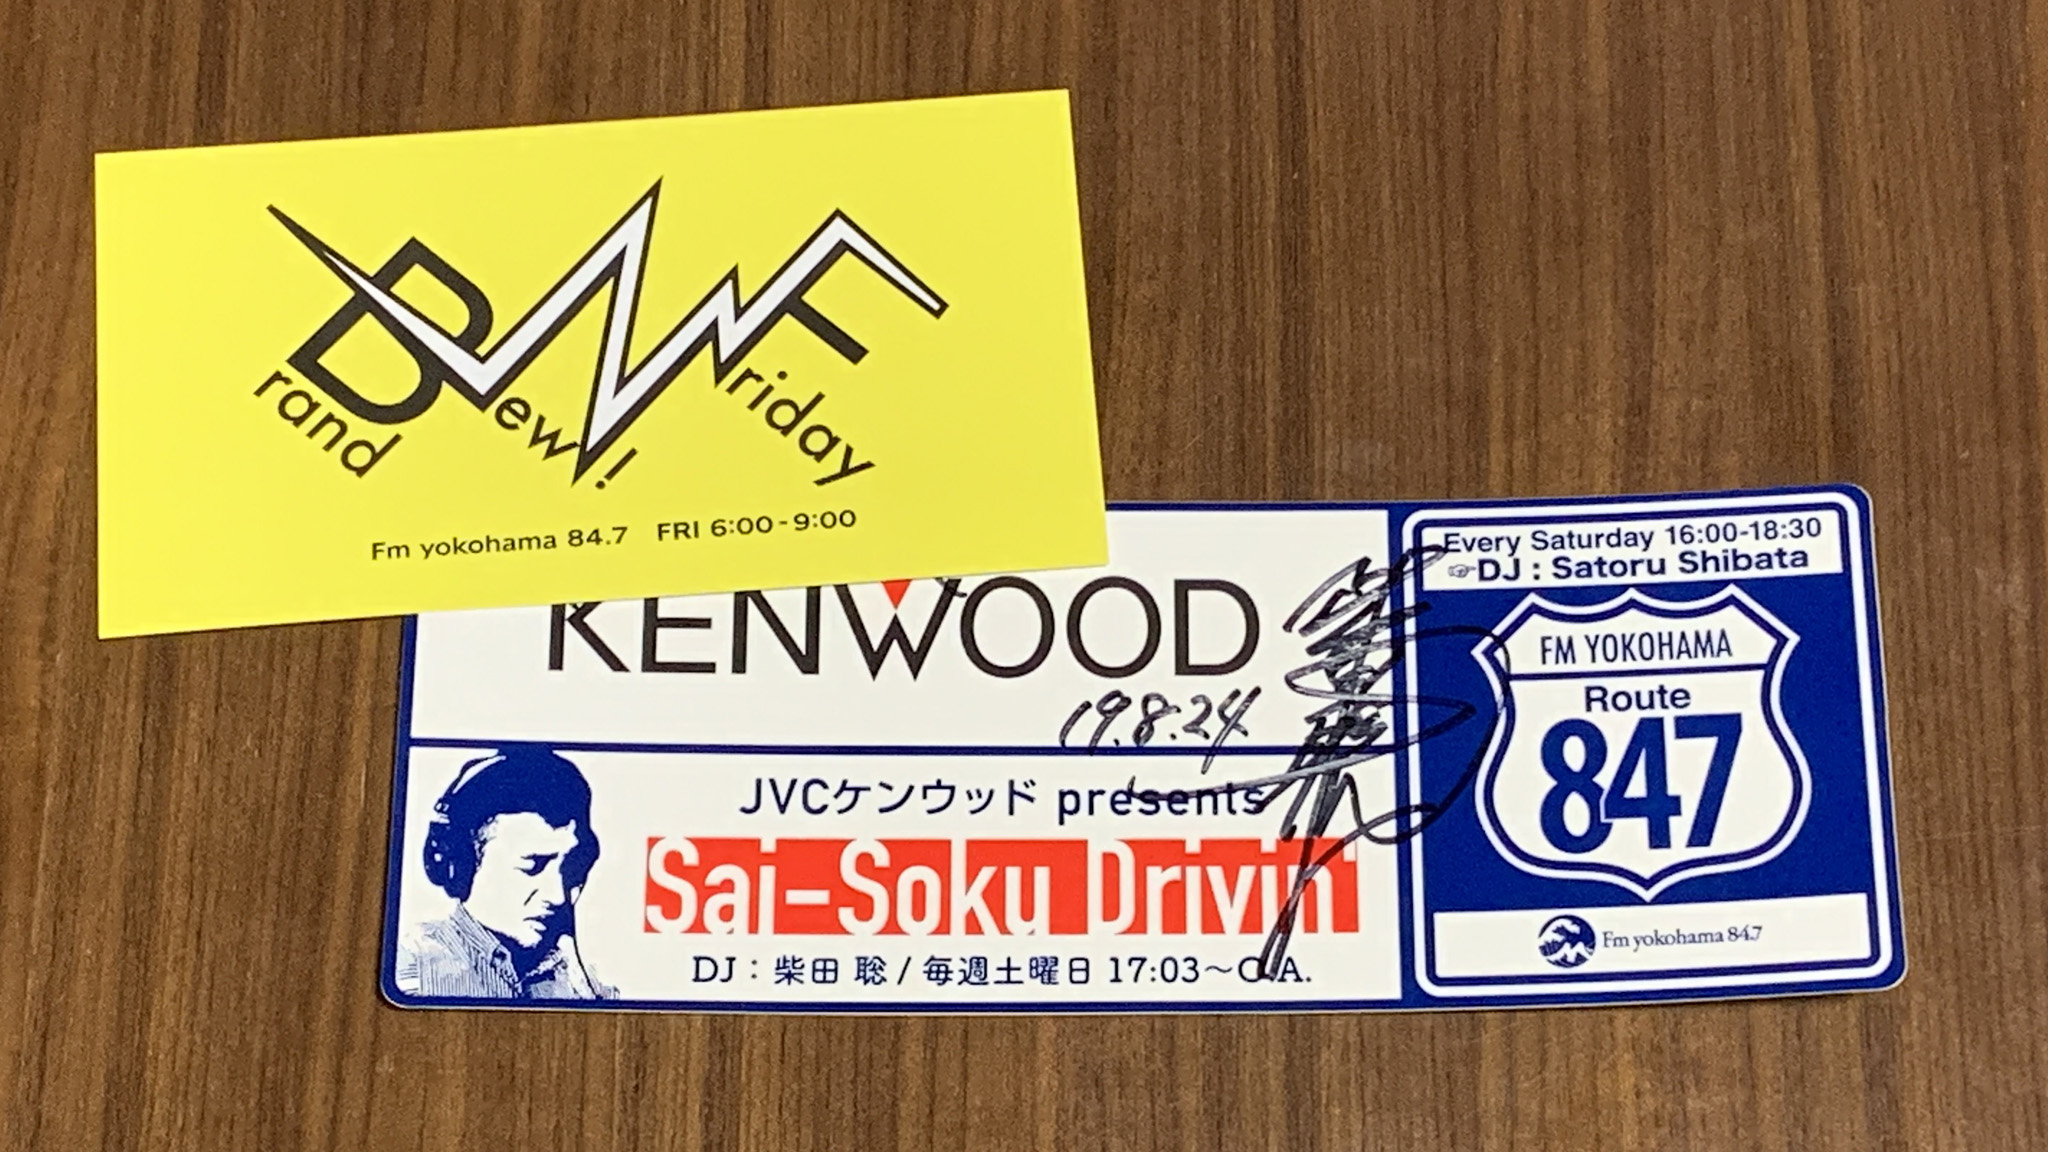 Brand New! Friday
Fm yokohama 84.7 FRI 6:00-9:00
KENWOOD
19.8.24
JVCケンウッド presents
Sai-Soku Drivin'
DJ：柴田 聡 / 毎週土曜日 17:03～O.A.
Every Saturday 16:00-18:30
☞DJ : Satoru Shibata
FM YOKOHAMA
Route
847
Fm yokohama 84.7